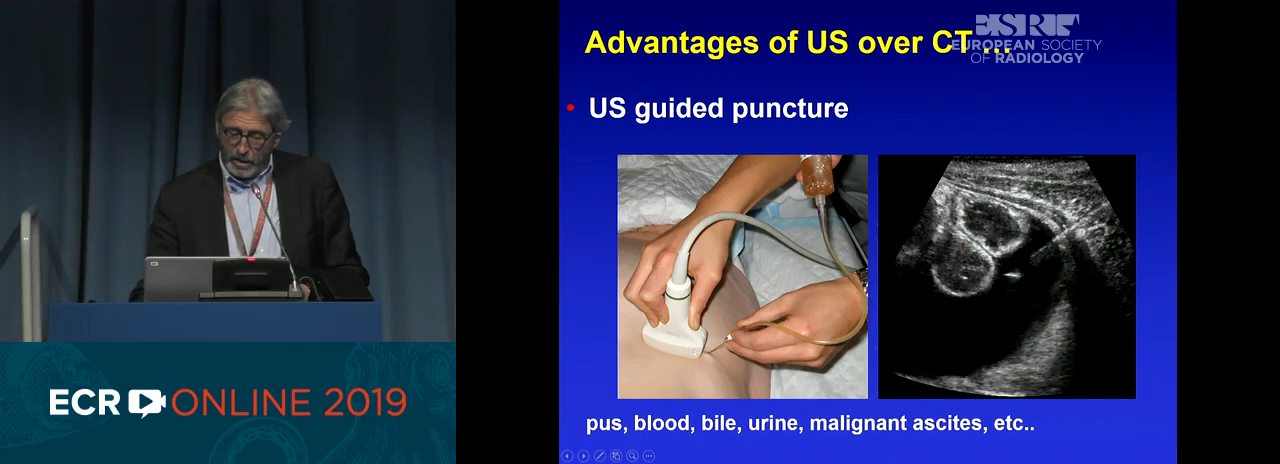 Advantages of US over CT ...
ESR
EUROPEAN SOCIETY
OF RADIOLOGY
• US guided puncture
pus, blood, bile, urine, malignant ascites, etc..
ECR ONLINE 2019